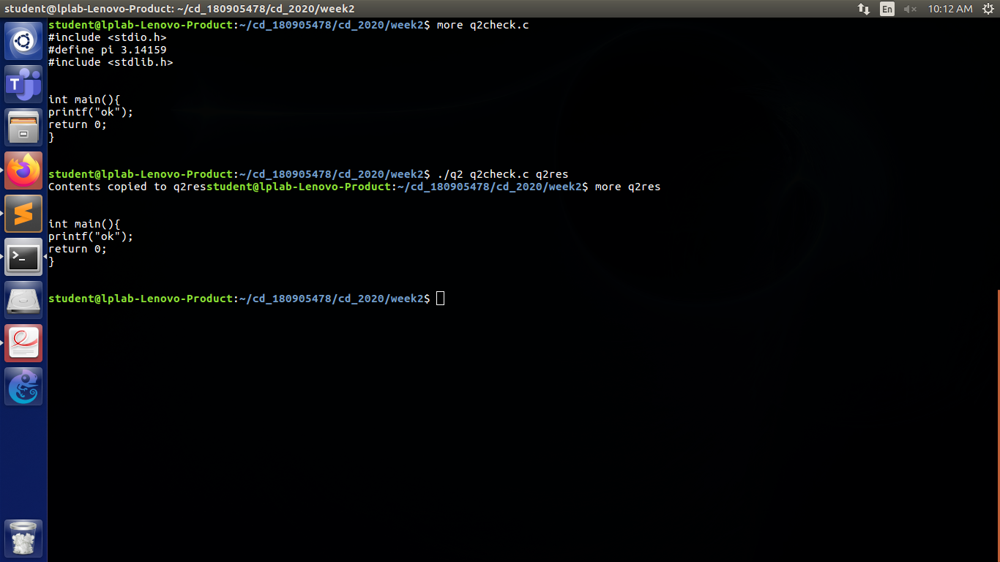 student@lplab-Lenovo-Product: ~/cd_180905478/cd_2020/week2
En
10:12 AM
student@lplab-Lenovo-Product:~/cd_180905478/cd_2020/week2$ more q2check.c
#include <stdio.h>
#define pi 3.14159
#include <stdlib.h>
int main(){
printf("ok");
return 0;
}
student@lplab-Lenovo-Product:~/cd_180905478/cd_2020/week2$ ./q2 q2check.c q2res
Contents copied to q2resstudent@lplab-Lenovo-Product:~/cd_180905478/cd_2020/week2$ more q2res
int main(){
printf("ok");
return 0;
}
student@lplab-Lenovo-Product:~/cd_180905478/cd_2020/week2$